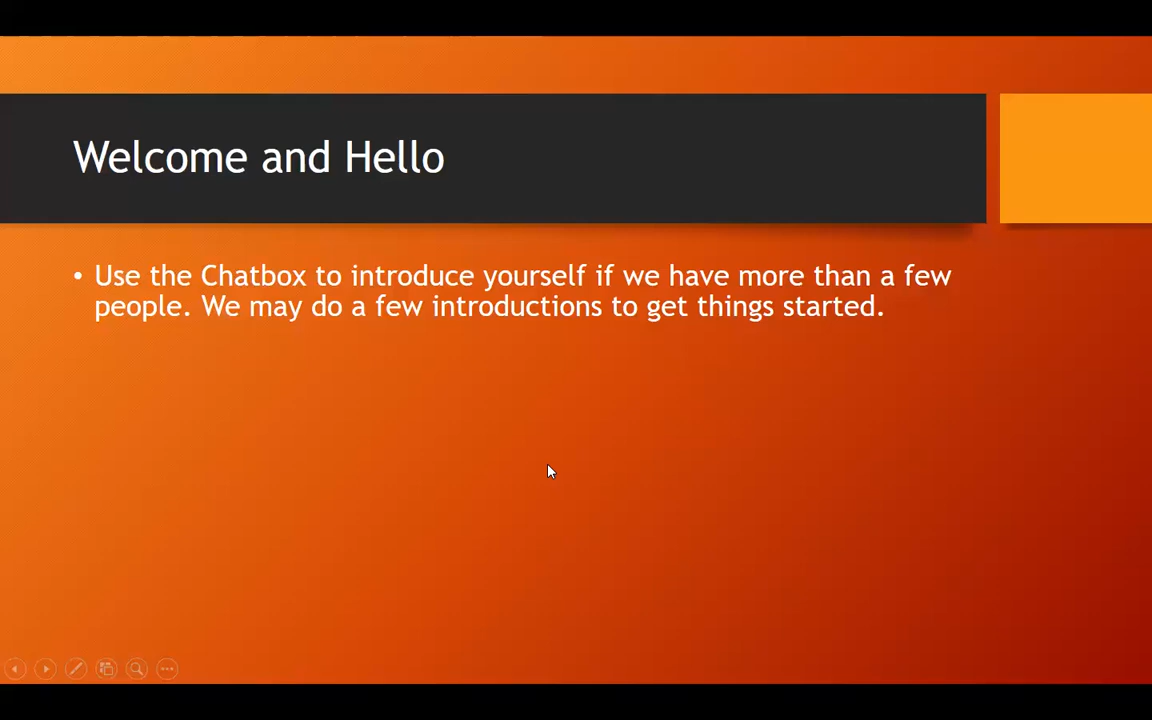 Welcome and Hello
• Use the Chatbox to introduce yourself if we have more than a few
people. We may do a few introductions to get things started.